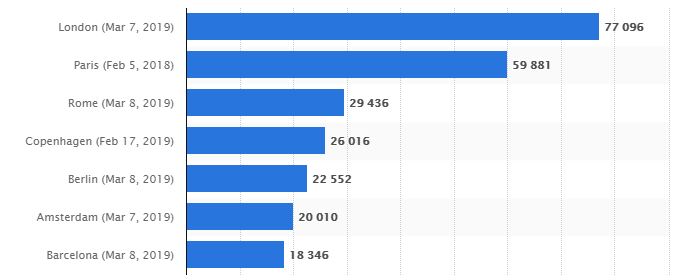 London (Mar 7, 2019) 77 096
Paris (Feb 5, 2018) 59 881
Rome (Mar 8, 2019) 29 436
Copenhagen (Feb 17, 2019) 26 016
Berlin (Mar 8, 2019) 22 552
Amsterdam (Mar 7, 2019) 20 010
Barcelona (Mar 8, 2019) 18 346